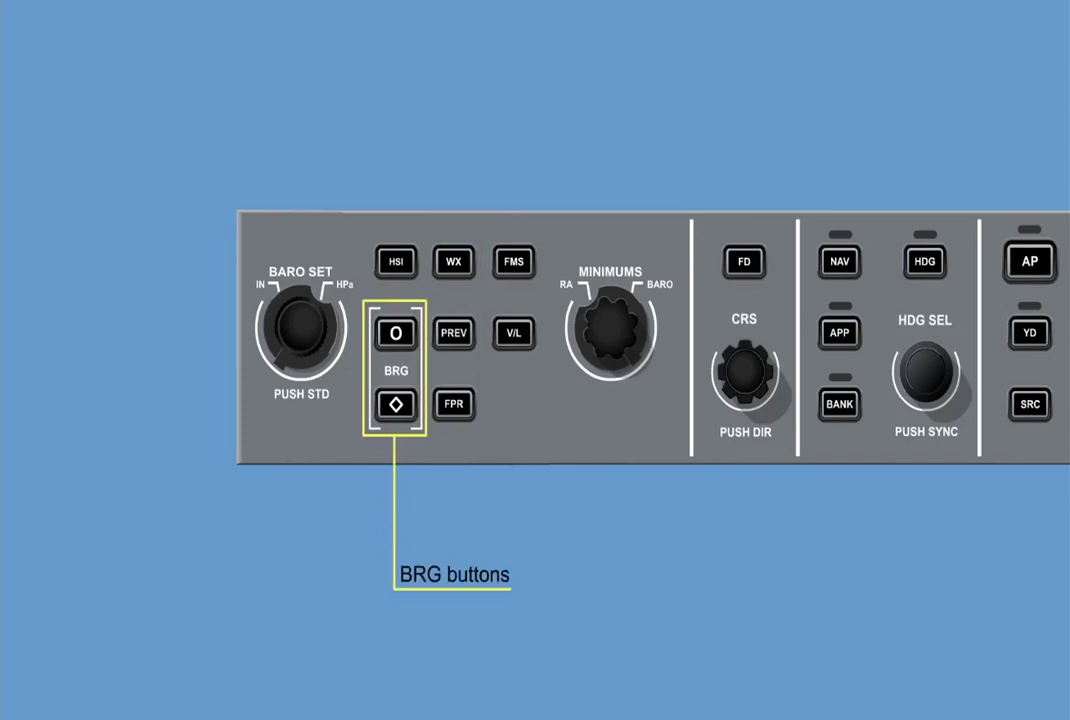 HSI WX FMS
BARO SET
IN HPa
PUSH STD
O PREV V/L
BRG
◇ FPR
MINIMUMS
RA BARO
FD
CRS
PUSH DIR
NAV HDG
APP
HDG SEL
BANK
PUSH SYNC
AP
YD
SRC
BRG buttons